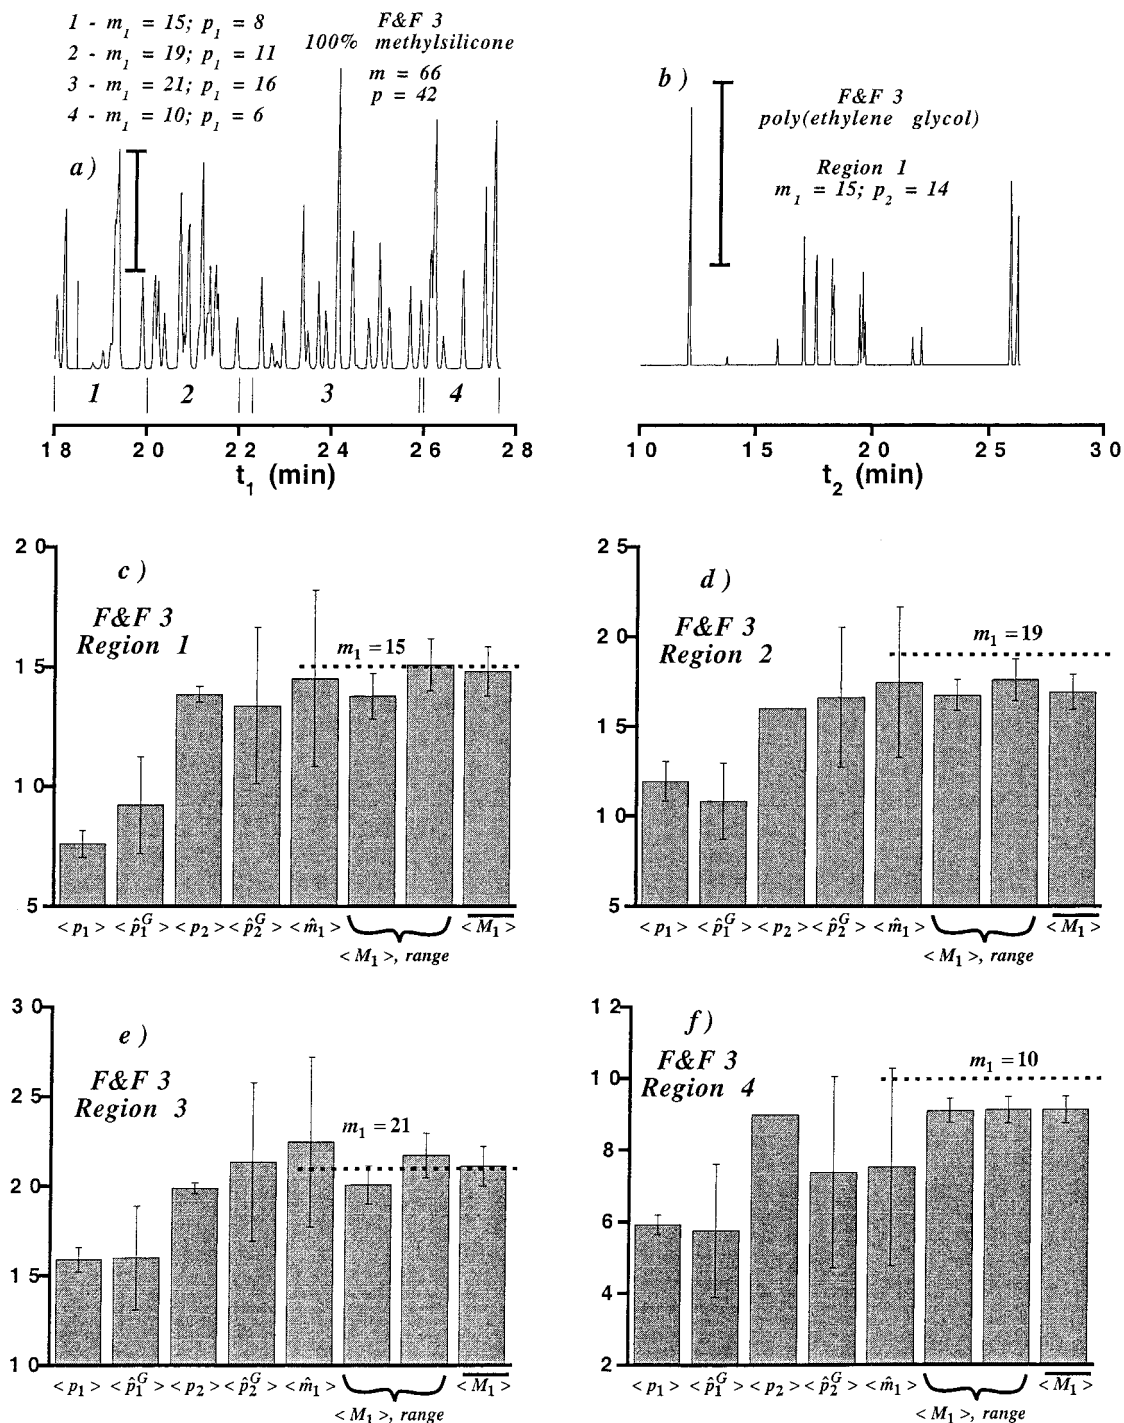 1 - m₁ = 15; p₁ = 8
2 - m₁ = 19; p₁ = 11
3 - m₁ = 21; p₁ = 16
4 - m₁ = 10; p₁ = 6
F&F 3
100% methylsilicone
m = 66
p = 42
a)
1 2 3 4
18 20 22 24 26 28
t₁ (min)
b)
F&F 3
poly(ethylene glycol)
Region 1
m₁ = 15; p₂ = 14
10 15 20 25 30
t₂ (min)
c)
F&F 3
Region 1
m₁ = 15
20
15
10
5
< p₁ > < p̂₁ᴳ > < p₂ > < p̂₂ᴳ > < m̂₁ > < M̅₁̅ >
< M₁ >, range
d)
F&F 3
Region 2
m₁ = 19
25
20
15
10
5
< p₁ > < p̂₁ᴳ > < p₂ > < p̂₂ᴳ > < m̂₁ > < M̅₁̅ >
< M₁ >, range
e)
F&F 3
Region 3
m₁ = 21
30
25
20
15
10
< p₁ > < p̂₁ᴳ > < p₂ > < p̂₂ᴳ > < m̂₁ > < M̅₁̅ >
< M₁ >, range
f)
F&F 3
Region 4
m₁ = 10
12
10
8
6
4
2
< p₁ > < p̂₁ᴳ > < p₂ > < p̂₂ᴳ > < m̂₁ > < M̅₁̅ >
< M₁ >, range